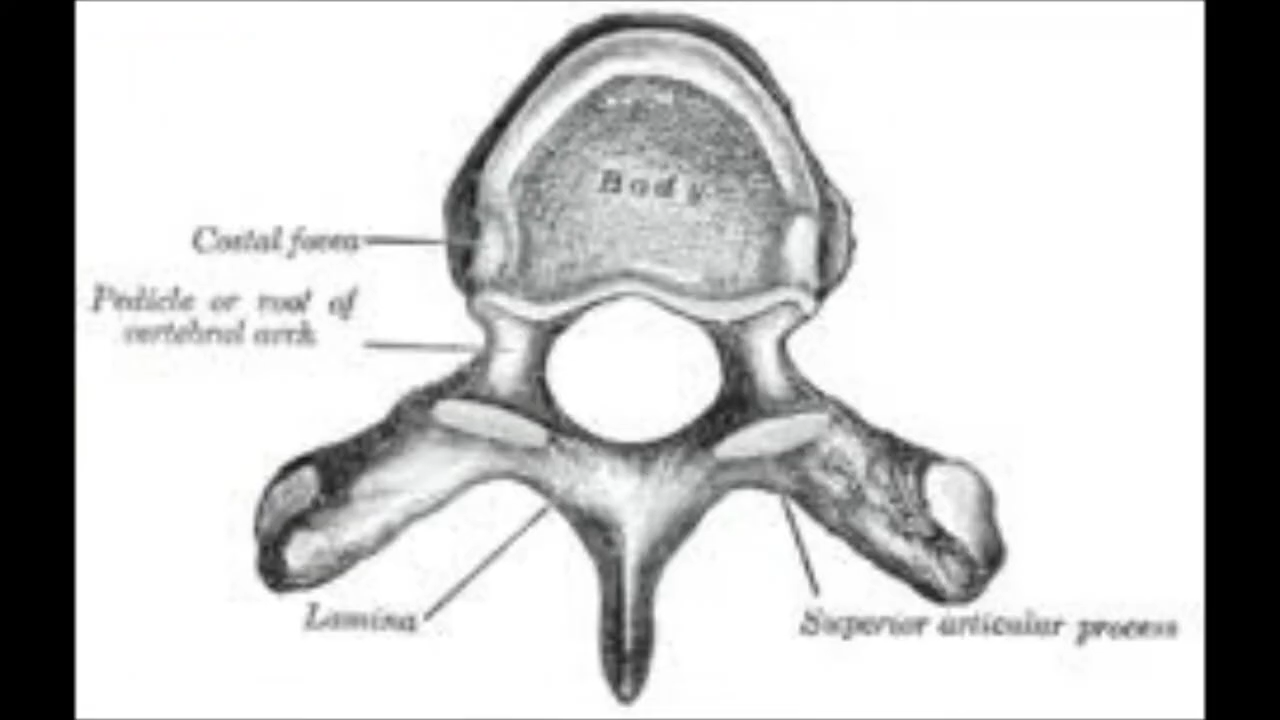 Body
Costal fovea
Pedicle or root of
vertebral arch
Lamina
Superior articular process